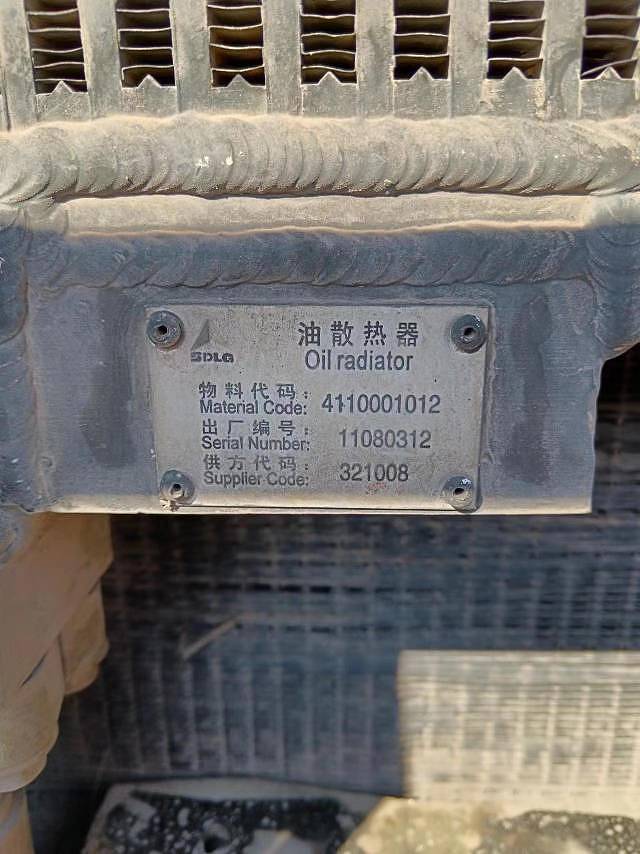 SDLG
油散热器
Oil radiator
物料代码:
Material Code: 4110001012
出厂编号:
Serial Number: 11080312
供方代码:
Supplier Code: 321008